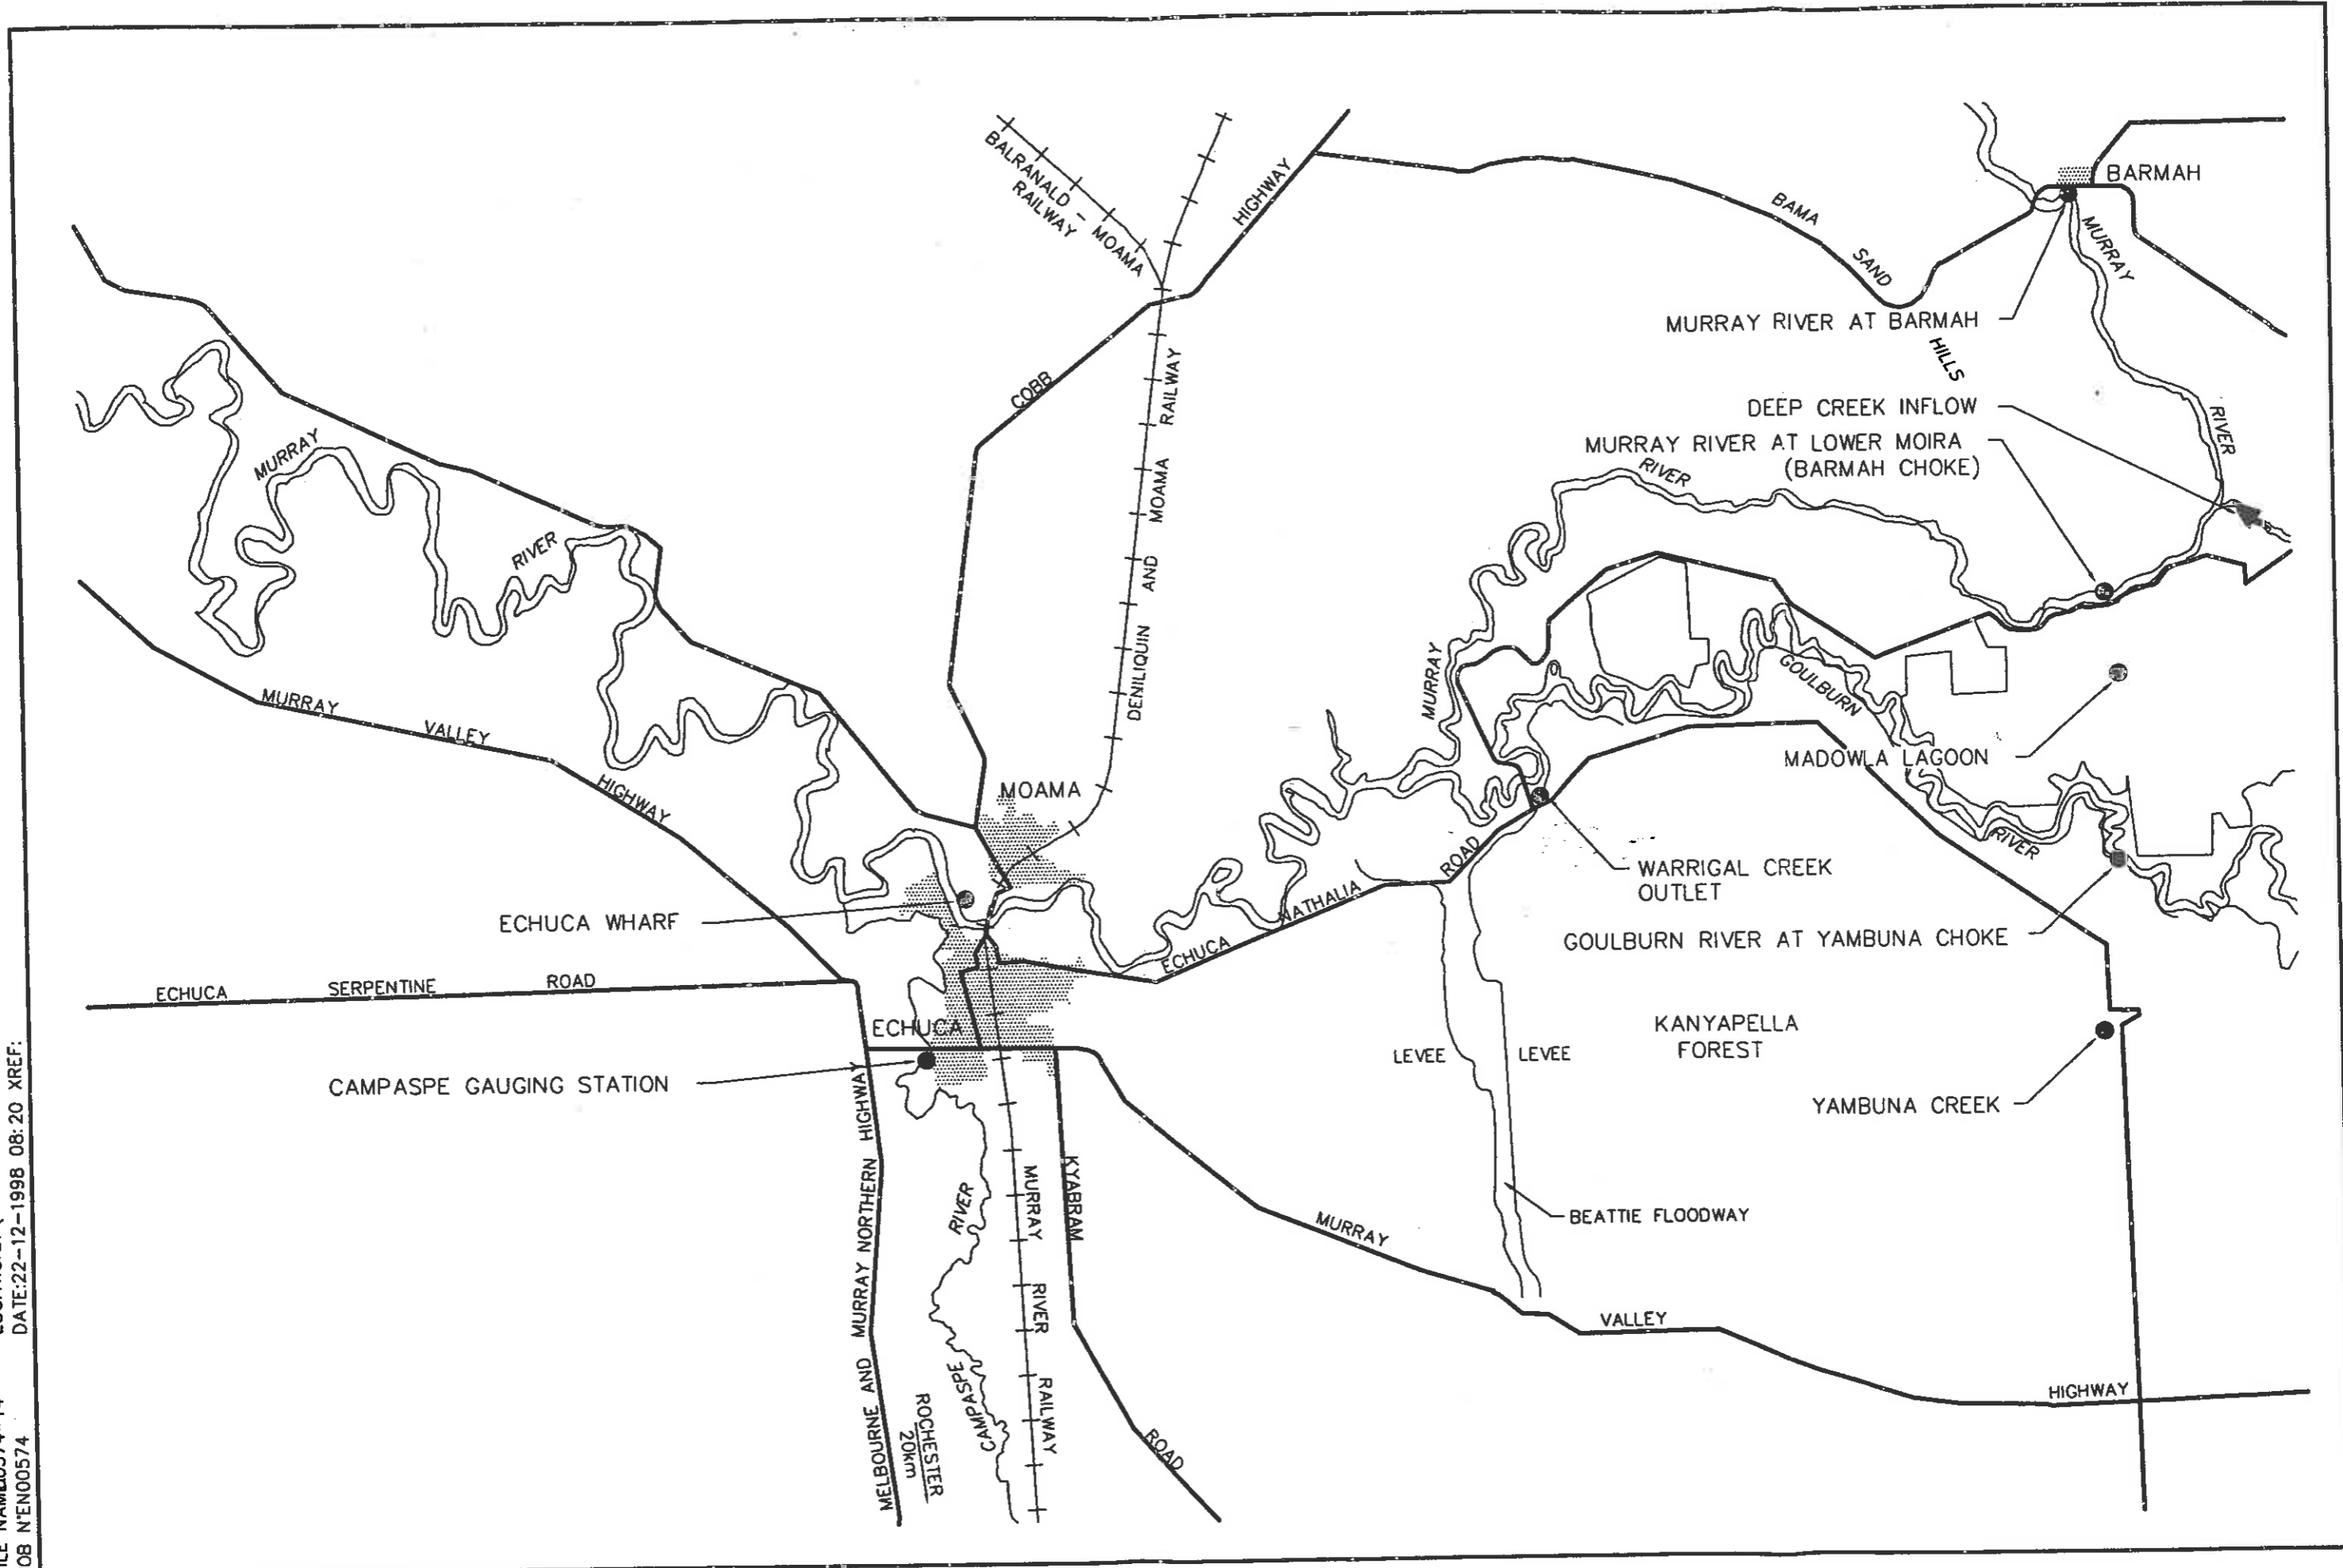 BALRANALD - MOAMA
RAILWAY
HIGHWAY
COBB
BAMA
SAND
HILLS
BARMAH
MURRAY
RIVER
MURRAY RIVER AT BARMAH
DEEP CREEK INFLOW
MURRAY RIVER AT LOWER MOIRA
(BARMAH CHOKE)
RIVER
MURRAY
MURRAY
RIVER
DENILIQUIN AND MOAMA RAILWAY
GOULBURN
RIVER
MADOWLA LAGOON
MURRAY
VALLEY
HIGHWAY
MOAMA
WARRIGAL CREEK
OUTLET
ECHUCA WHARF
ECHUCA
NATHALIA
ROAD
GOULBURN RIVER AT YAMBUNA CHOKE
ECHUCA
SERPENTINE
ROAD
ECHUCA
CAMPASPE GAUGING STATION
LEVEE
LEVEE
KANYAPELLA
FOREST
YAMBUNA CREEK
BEATTIE FLOODWAY
MELBOURNE AND MURRAY NORTHERN HIGHWA
ROCHESTER
20km
CAMPASPE
RIVER
MURRAY RIVER RAILWAY
KYABRAM
ROAD
MURRAY
VALLEY
HIGHWAY
DATE:22-12-1998 08:20 XREF:
OB N'EN00574